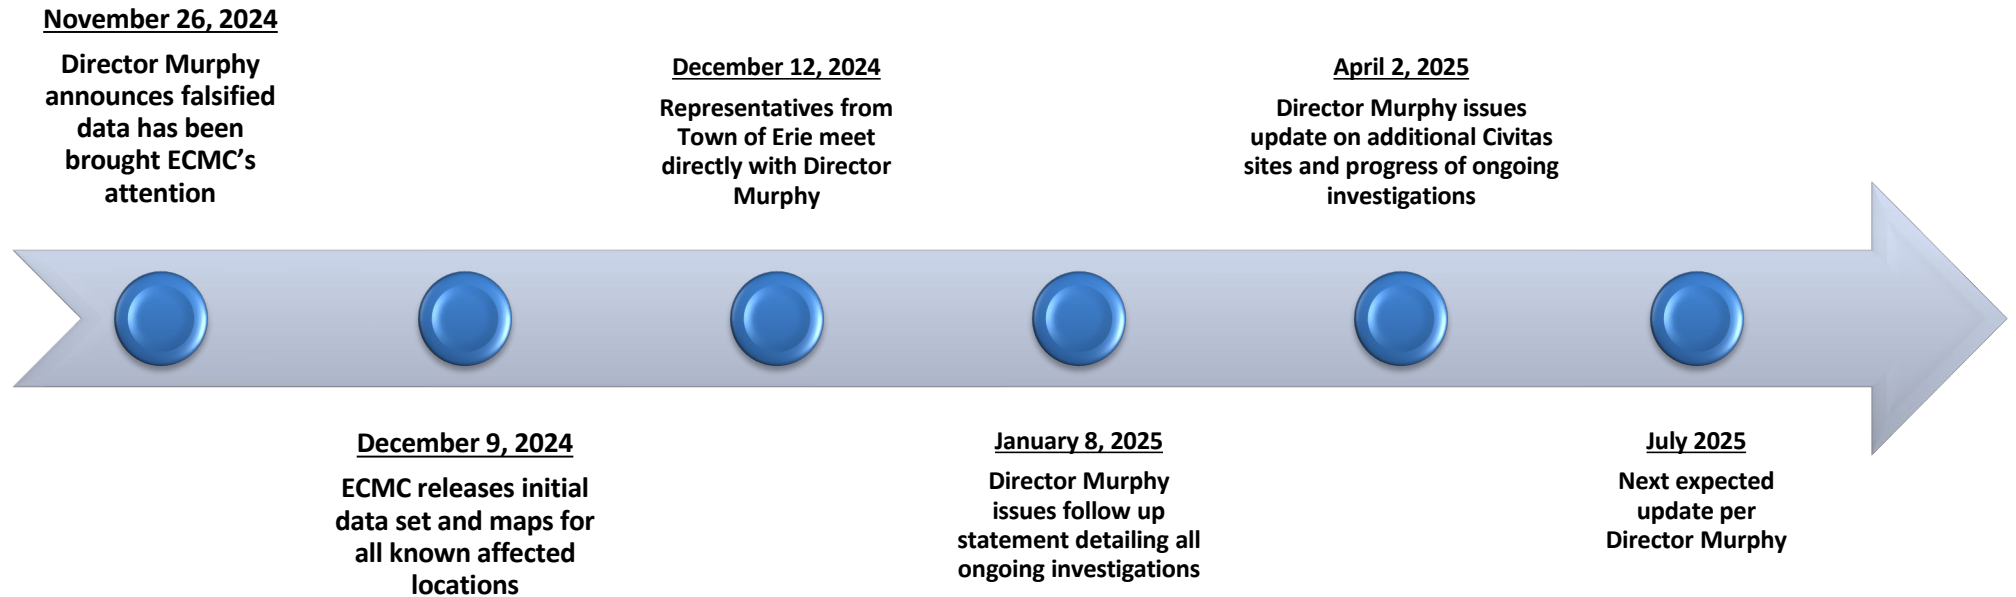 November 26, 2024
Director Murphy
announces falsified
data has been
brought ECMC’s
attention
December 9, 2024
ECMC releases initial
data set and maps for
all known affected
locations
December 12, 2024
Representatives from
Town of Erie meet
directly with Director
Murphy
January 8, 2025
Director Murphy
issues follow up
statement detailing all
ongoing investigations
April 2, 2025
Director Murphy issues
update on additional Civitas
sites and progress of ongoing
investigations
July 2025
Next expected
update per
Director Murphy